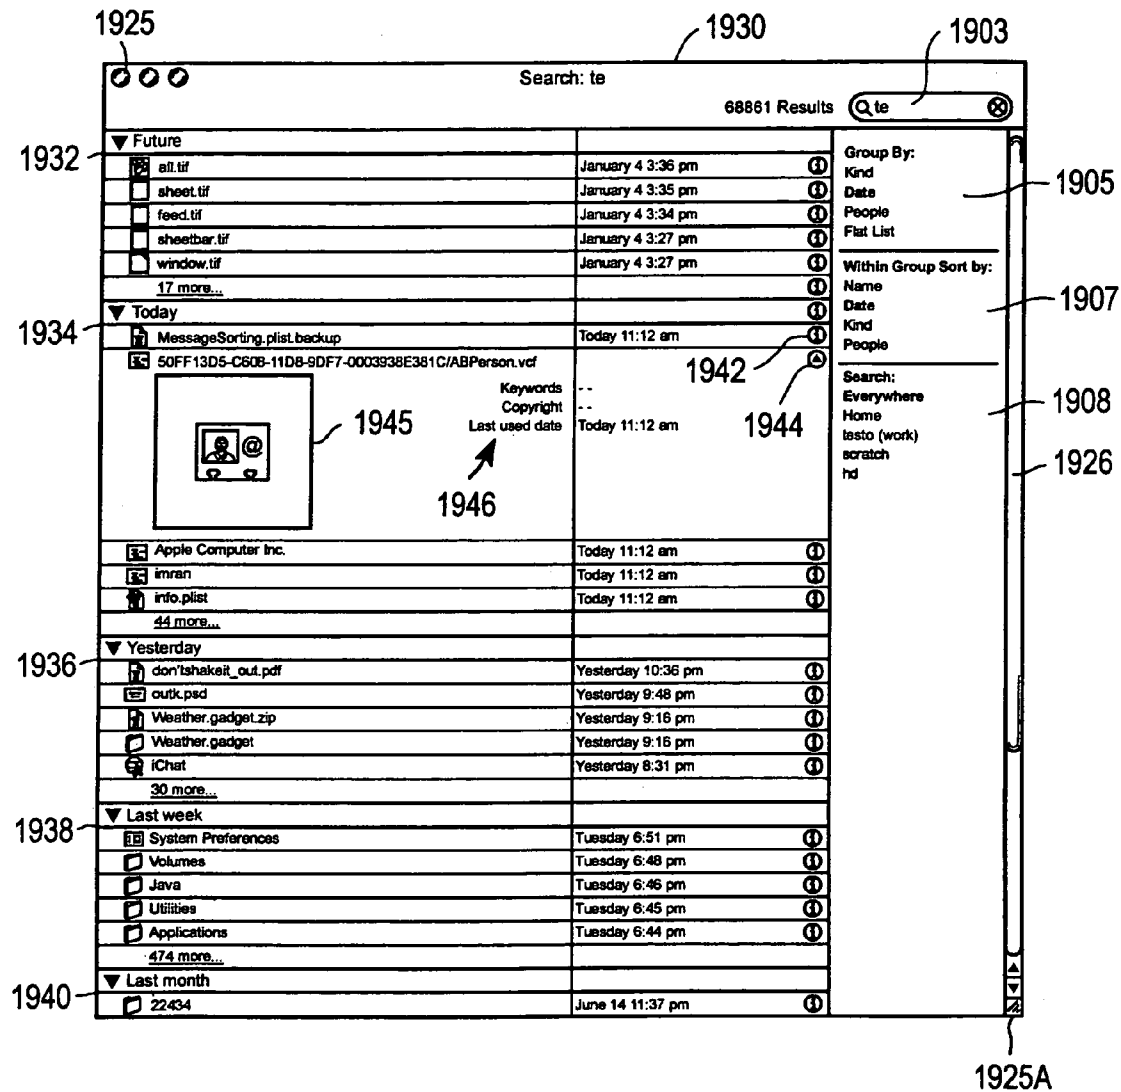 1925
1930
1903
Search: te
68861 Results
te
Future
1932
all.tif January 4 3:36 pm
sheet.tif January 4 3:35 pm
feed.tif January 4 3:34 pm
sheetbar.tif January 4 3:27 pm
window.tif January 4 3:27 pm
17 more...
Today
1934
MessageSorting.plist.backup Today 11:12 am
1942
50FF13D5-C60B-11D8-9DF7-0003938E381C/ABPerson.vcf
Keywords --
Copyright --
Last used date Today 11:12 am
1944
1945
@
1946
Apple Computer Inc. Today 11:12 am
imran Today 11:12 am
info.plist Today 11:12 am
44 more...
Yesterday
1936
don'tshakeit_out.pdf Yesterday 10:36 pm
outk.psd Yesterday 9:48 pm
Weather.gadget.zip Yesterday 9:16 pm
Weather.gadget Yesterday 9:16 pm
iChat Yesterday 8:31 pm
30 more...
Last week
1938
System Preferences Tuesday 6:51 pm
Volumes Tuesday 6:48 pm
Java Tuesday 6:46 pm
Utilities Tuesday 6:45 pm
Applications Tuesday 6:44 pm
474 more...
Last month
1940
22434 June 14 11:37 pm
Group By:
Kind
Date
People
Flat List
1905
Within Group Sort by:
Name
Date
Kind
People
1907
Search:
Everywhere
Home
testo (work)
scratch
hd
1908
1926
1925A